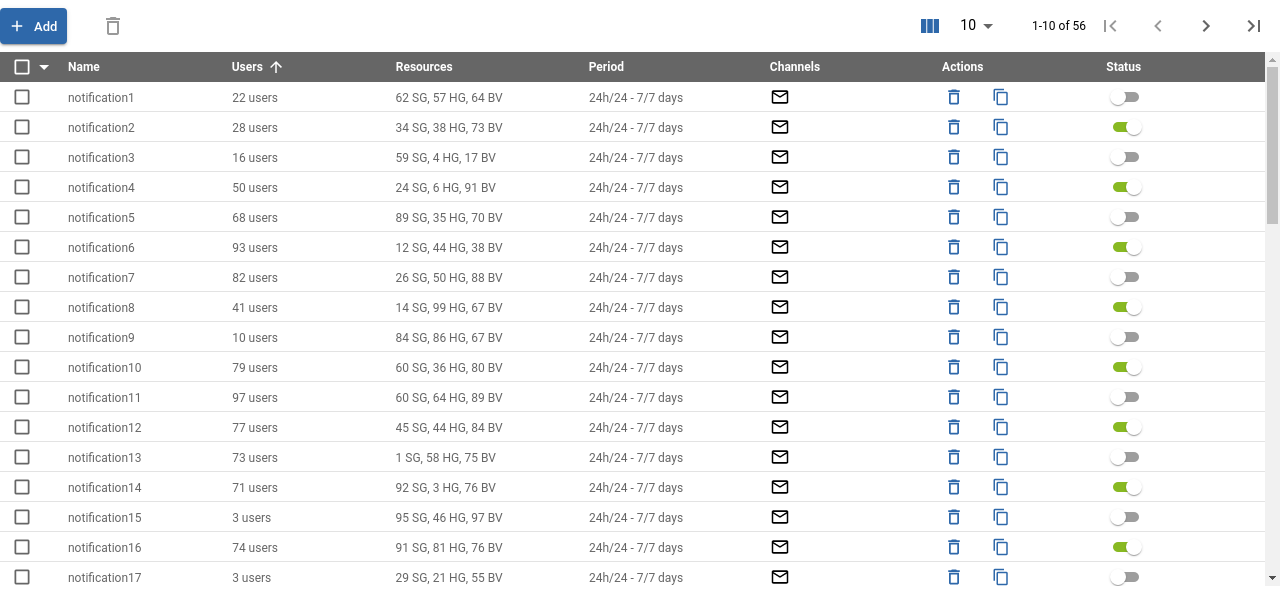 Add 10 1-10 of 56
Name Users Resources Period Channels Actions Status
notification1 22 users 62 SG, 57 HG, 64 BV 24h/24 - 7/7 days
notification2 28 users 34 SG, 38 HG, 73 BV 24h/24 - 7/7 days
notification3 16 users 59 SG, 4 HG, 17 BV 24h/24 - 7/7 days
notification4 50 users 24 SG, 6 HG, 91 BV 24h/24 - 7/7 days
notification5 68 users 89 SG, 35 HG, 70 BV 24h/24 - 7/7 days
notification6 93 users 12 SG, 44 HG, 38 BV 24h/24 - 7/7 days
notification7 82 users 26 SG, 50 HG, 88 BV 24h/24 - 7/7 days
notification8 41 users 14 SG, 99 HG, 67 BV 24h/24 - 7/7 days
notification9 10 users 84 SG, 86 HG, 67 BV 24h/24 - 7/7 days
notification10 79 users 60 SG, 36 HG, 80 BV 24h/24 - 7/7 days
notification11 97 users 60 SG, 64 HG, 89 BV 24h/24 - 7/7 days
notification12 77 users 45 SG, 44 HG, 84 BV 24h/24 - 7/7 days
notification13 73 users 1 SG, 58 HG, 75 BV 24h/24 - 7/7 days
notification14 71 users 92 SG, 3 HG, 76 BV 24h/24 - 7/7 days
notification15 3 users 95 SG, 46 HG, 97 BV 24h/24 - 7/7 days
notification16 74 users 91 SG, 81 HG, 76 BV 24h/24 - 7/7 days
notification17 3 users 29 SG, 21 HG, 55 BV 24h/24 - 7/7 days